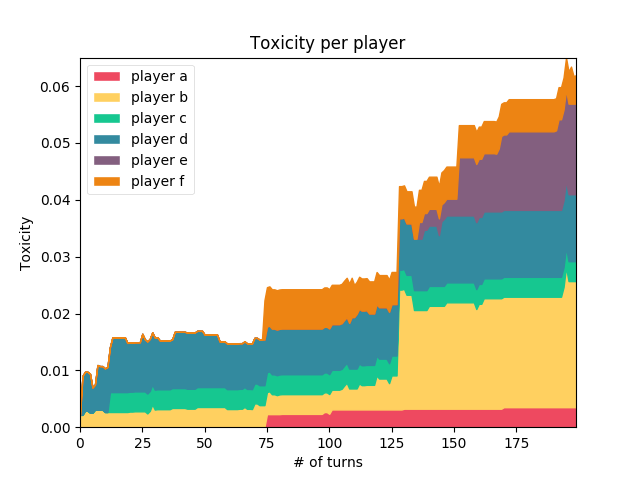 Toxicity per player
player a
player b
player c
player d
player e
player f
0.06
0.05
0.04
0.03
0.02
0.01
0.00
Toxicity
0 25 50 75 100 125 150 175
# of turns